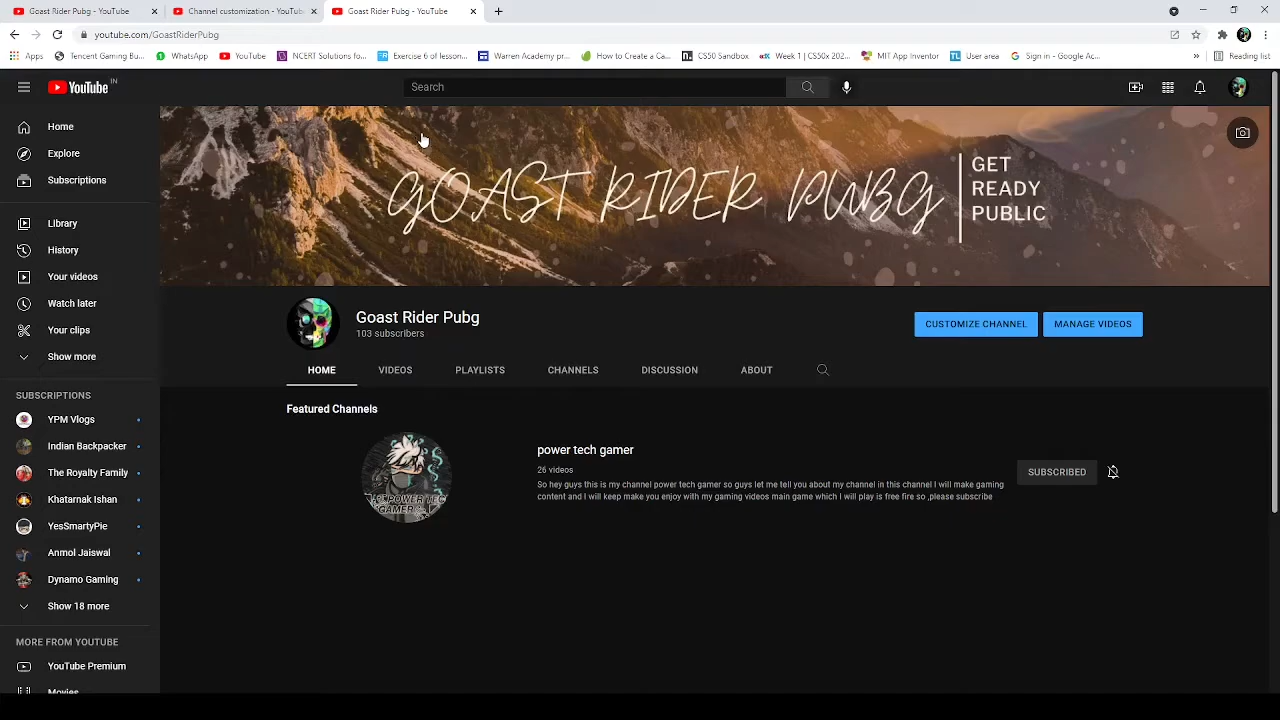 Goast Rider Pubg - YouTube
Channel customization - YouTub
Goast Rider Pubg - YouTube
youtube.com/GoastRiderPubg
Apps
Tencent Gaming Bu...
WhatsApp
YouTube
NCERT Solutions fo...
Exercise 6 of lesson...
Warren Academy pr...
How to Create a Ca...
CS50 Sandbox
Week 1 | CS50x 202...
MIT App Inventor
User area
Sign in - Google Ac...
»
Reading list
YouTube IN
Search
Home
Explore
Subscriptions
Library
History
Your videos
Watch later
Your clips
Show more
SUBSCRIPTIONS
YPM Vlogs
Indian Backpacker
The Royalty Family
Khatarnak Ishan
YesSmartyPie
Anmol Jaiswal
Dynamo Gaming
Show 18 more
MORE FROM YOUTUBE
YouTube Premium
Movies
GOAST RIDER PUBG
GET
READY
PUBLIC
Goast Rider Pubg
103 subscribers
CUSTOMIZE CHANNEL
MANAGE VIDEOS
HOME
VIDEOS
PLAYLISTS
CHANNELS
DISCUSSION
ABOUT
Featured Channels
power tech gamer
26 videos
So hey guys this is my channel power tech gamer so guys let me tell you about my channel in this channel I will make gaming
content and I will keep make you enjoy with my gaming videos main game which I will play is free fire so ,please subscribe
SUBSCRIBED
POWER TEC
GAMER